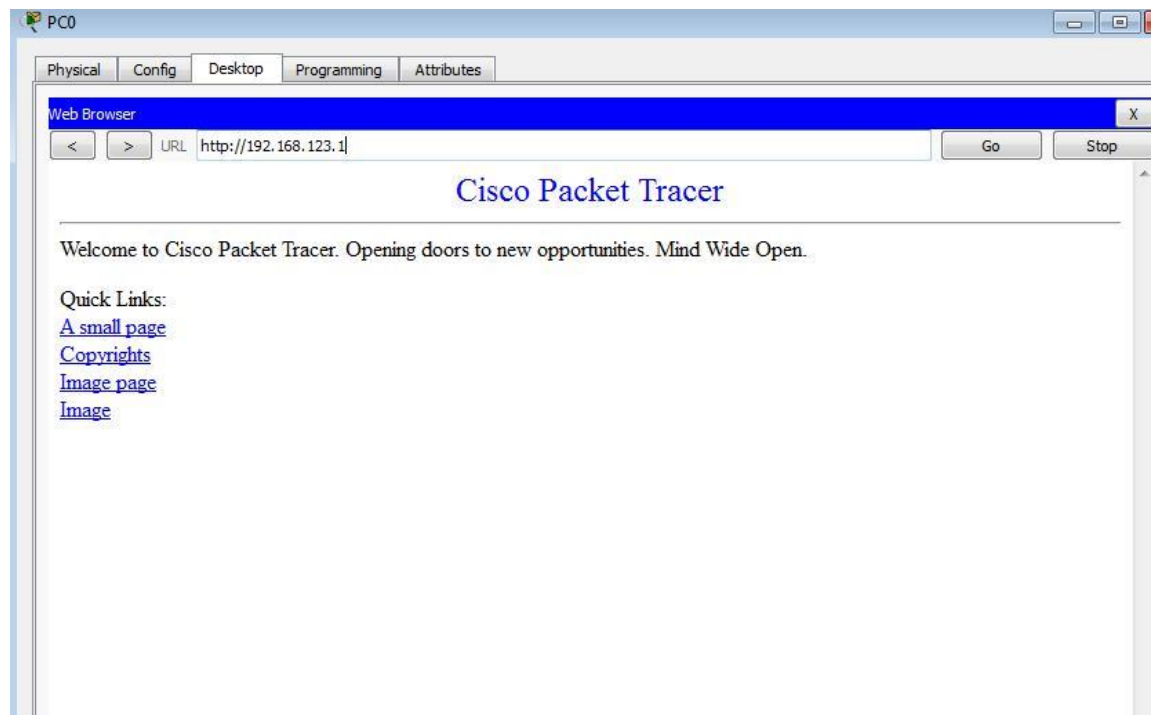 PC0
Physical Config Desktop Programming Attributes
Web Browser
X
< > URL http://192.168.123.1 Go Stop
Cisco Packet Tracer
Welcome to Cisco Packet Tracer. Opening doors to new opportunities. Mind Wide Open.
Quick Links:
A small page
Copyrights
Image page
Image